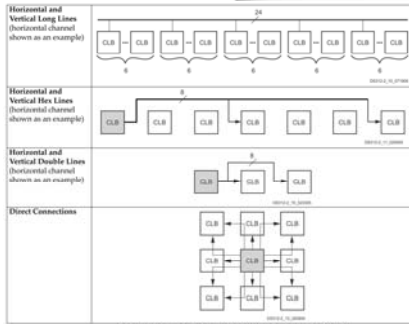 Horizontal and
Vertical Long Lines
(horizontal channel
shown as an example)
24
CLB CLB CLB CLB CLB CLB CLB CLB CLB CLB
6 6 6 6 6
Horizontal and
Vertical Hex Lines
(horizontal channel
shown as an example)
8
CLB CLB CLB CLB CLB CLB CLB
Horizontal and
Vertical Double Lines
(horizontal channel
shown as an example)
8
CLB CLB CLB
Direct Connections
CLB CLB CLB
CLB CLB CLB
CLB CLB CLB